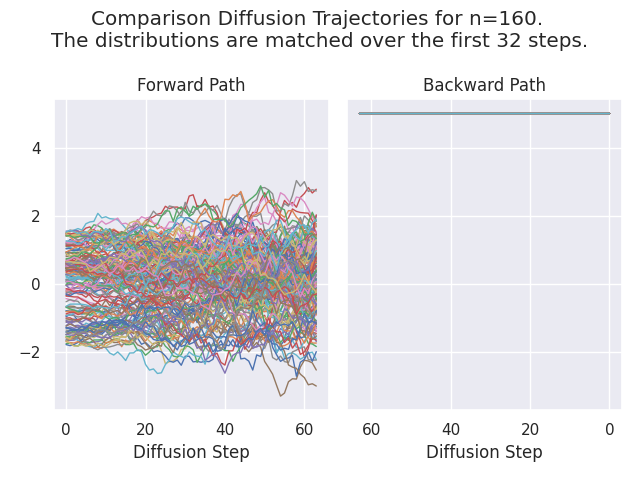 Comparison Diffusion Trajectories for n=160.
The distributions are matched over the first 32 steps.
Forward Path
Backward Path
4
2
0
−2
0 20 40 60
60 40 20 0
Diffusion Step
Diffusion Step